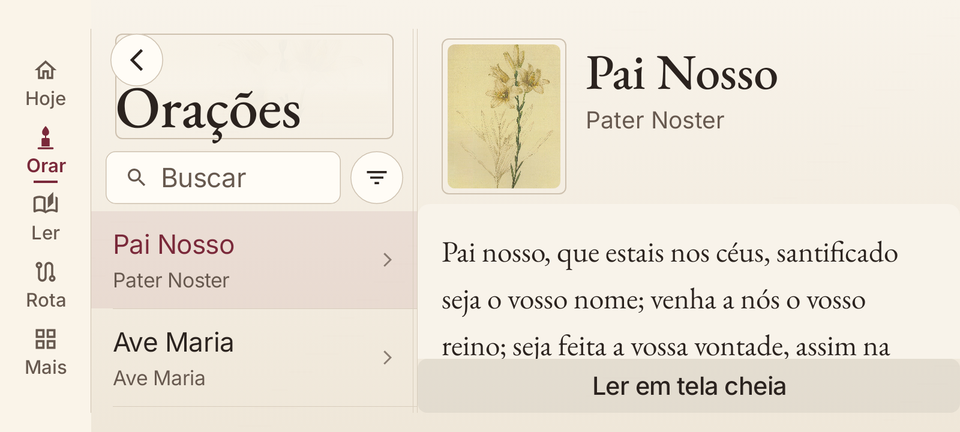 Hoje
Orar
Ler
Rota
Mais
Orações
Buscar
Pai Nosso
Pater Noster
Ave Maria
Ave Maria
Pai Nosso
Pater Noster
Pai nosso, que estais nos céus, santificado
seja o vosso nome; venha a nós o vosso
reino; seja feita a vossa vontade, assim na
Ler em tela cheia